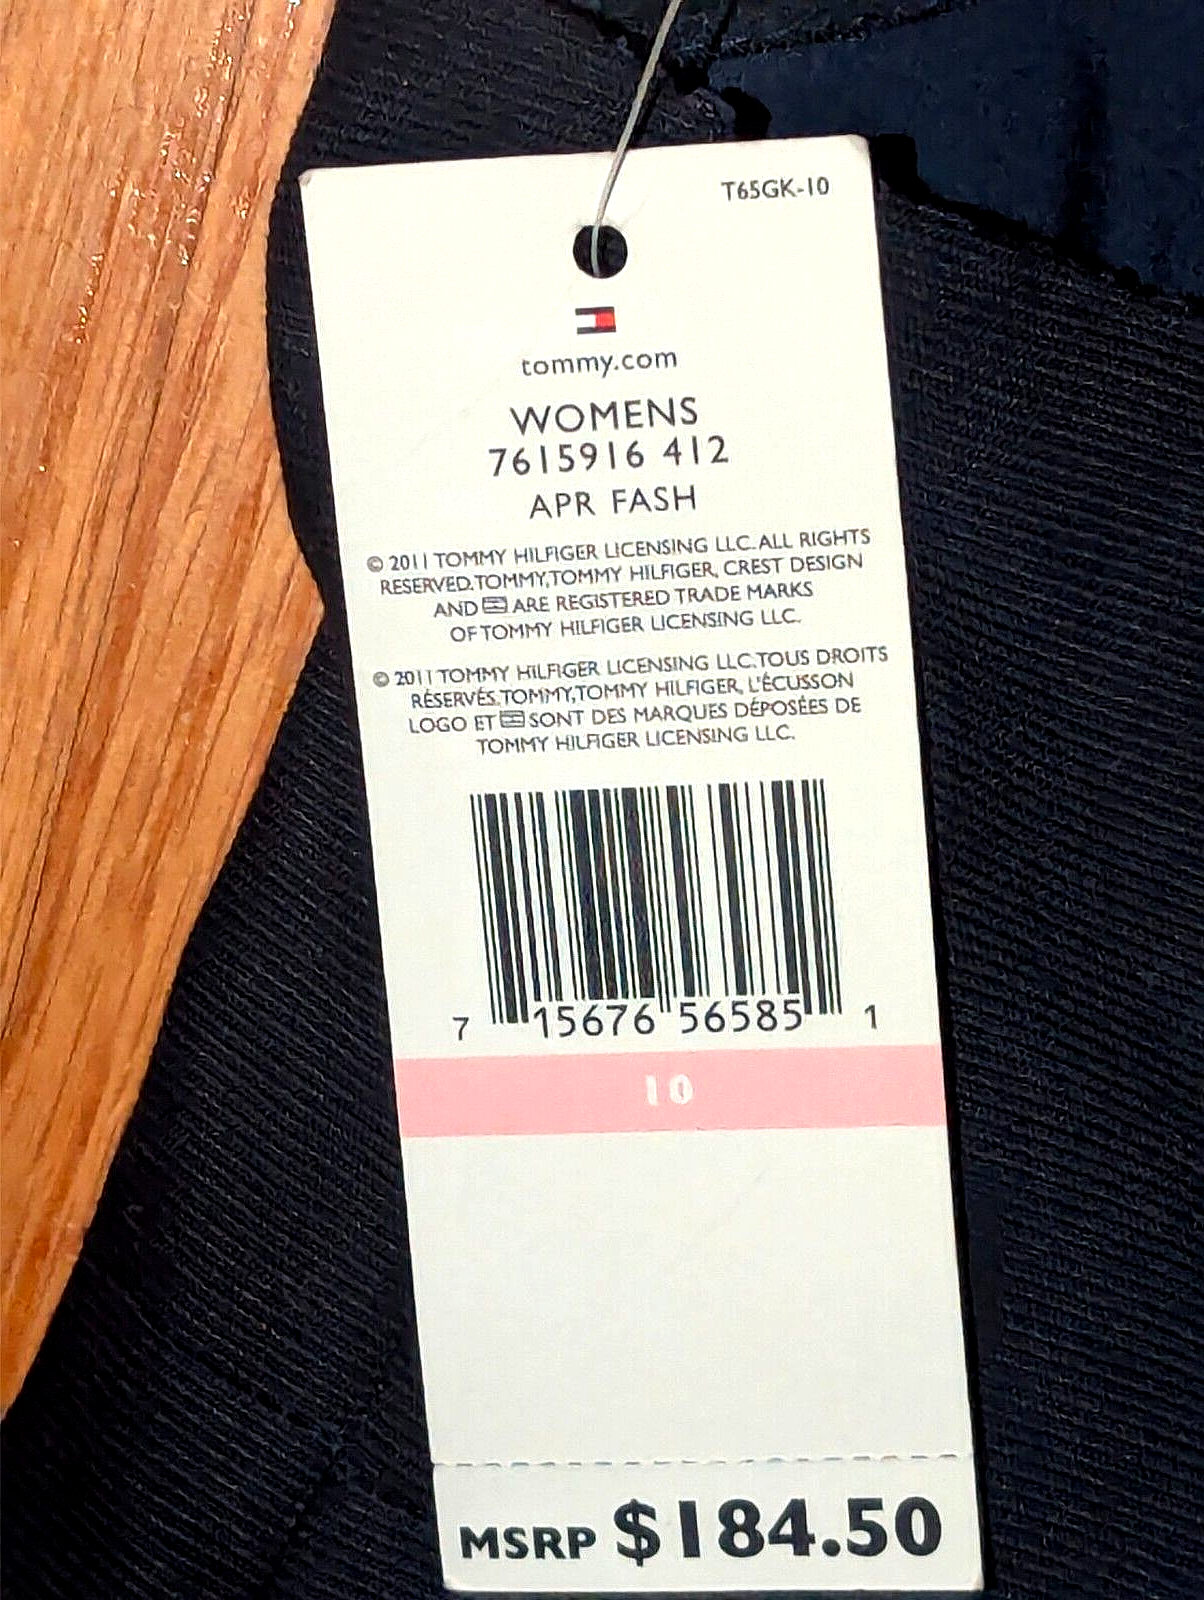 T65GK-10
tommy.com
WOMENS
7615916 412
APR FASH
© 2011 TOMMY HILFIGER LICENSING LLC. ALL RIGHTS
RESERVED. TOMMY, TOMMY HILFIGER, CREST DESIGN
AND ARE REGISTERED TRADE MARKS
OF TOMMY HILFIGER LICENSING LLC.
© 2011 TOMMY HILFIGER LICENSING LLC. TOUS DROITS
RÉSERVÉS. TOMMY, TOMMY HILFIGER, L'ÉCUSSON
LOGO ET SONT DES MARQUES DÉPOSÉES DE
TOMMY HILFIGER LICENSING LLC.
7 15676 56585 1
10
MSRP $184.50